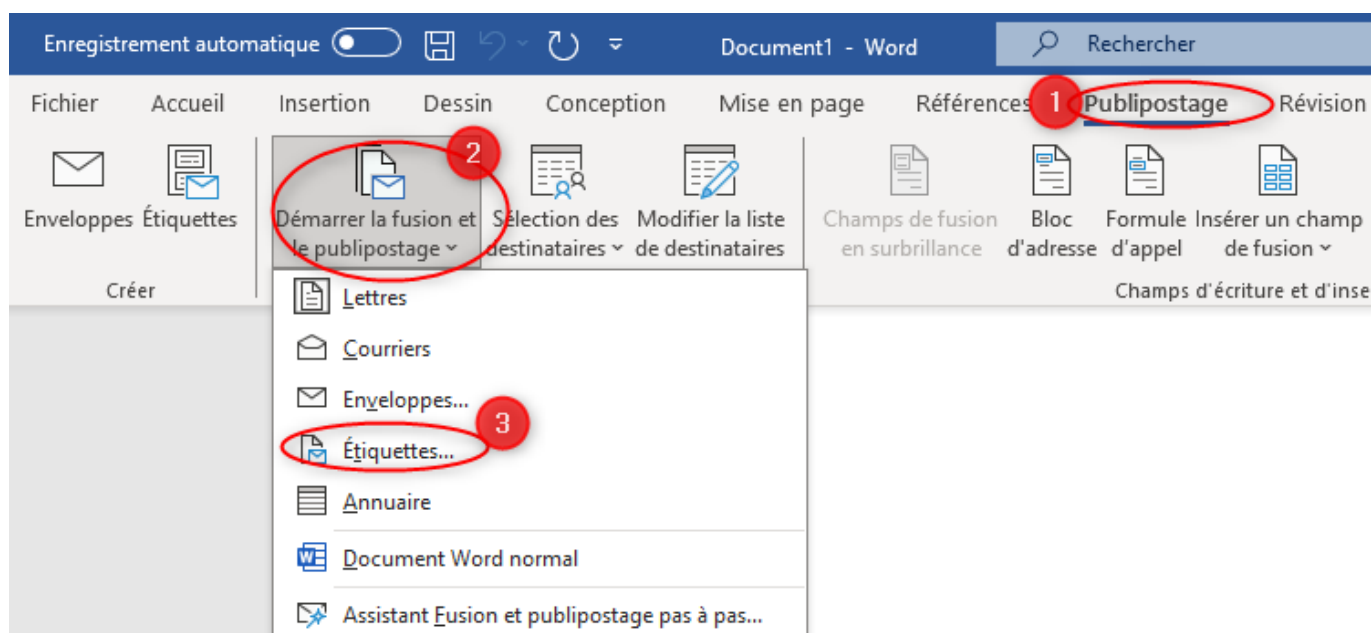 Enregistrement automatique
Document1 - Word
Rechercher
Fichier Accueil Insertion Dessin Conception Mise en page Références 1 Publipostage Révision
2
Enveloppes Étiquettes
Démarrer la fusion et
le publipostage
Sélection des
destinataires
Modifier la liste
de destinataires
Champs de fusion
en surbrillance
Bloc
d'adresse
Formule
d'appel
Insérer un champ
de fusion
Créer
Champs d'écriture et d'inse
Lettres
Courriers
Enveloppes...
3
Étiquettes...
Annuaire
Document Word normal
Assistant Fusion et publipostage pas à pas...